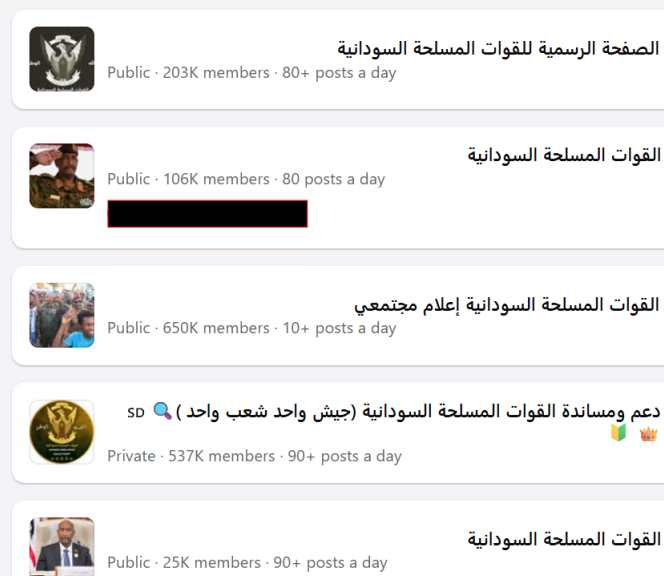 الصفحة الرسمية للقوات المسلحة السودانية
Public · 203K members · 80+ posts a day
القوات المسلحة السودانية
Public · 106K members · 80 posts a day
القوات المسلحة السودانية إعلام مجتمعي
Public · 650K members · 10+ posts a day
دعم ومساندة القوات المسلحة السودانية (جيش واحد شعب واحد ) 🔍 SD
👑 🔰
Private · 537K members · 90+ posts a day
القوات المسلحة السودانية
Public · 25K members · 90+ posts a day